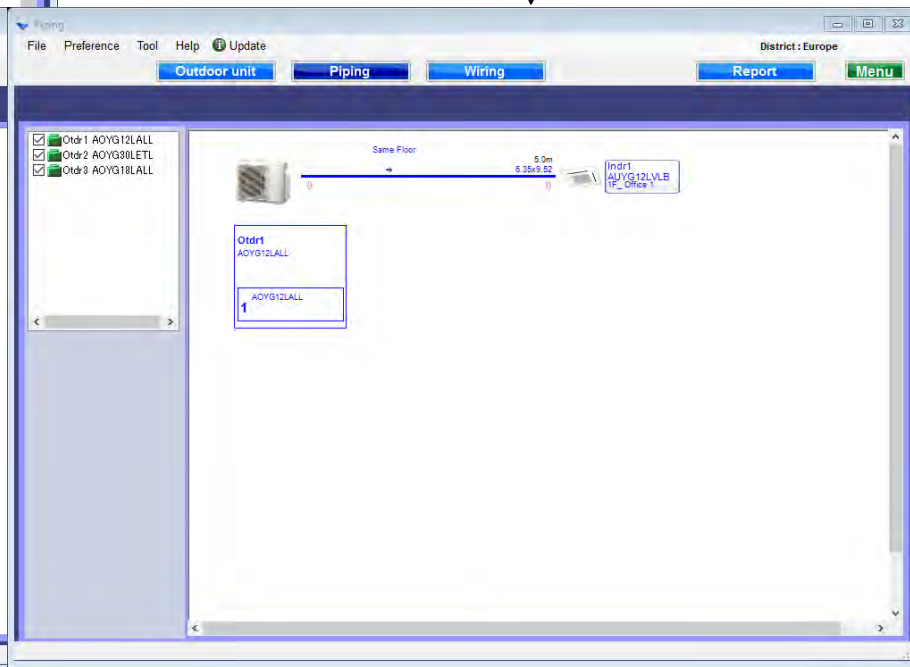 Piping
File Preference Tool Help Update
District : Europe
Outdoor unit Piping Wiring Report Menu
Otdr1 AOYG12LALL
Otdr2 AOYG30LETL
Otdr3 AOYG18LALL
Same Floor
5.0m
6.35x9.52
()
()
Indr1
AUYG12LVLB
1F_ Office 1
Otdr1
AOYG12LALL
AOYG12LALL
1